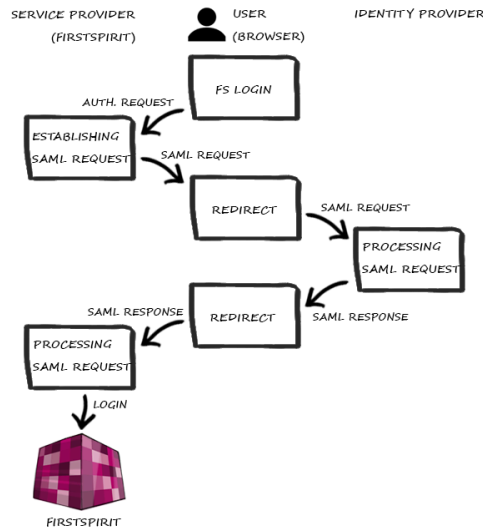 SERVICE PROVIDER
(FIRSTSPIRIT)
USER
(BROWSER)
IDENTITY PROVIDER
FS LOGIN
AUTH. REQUEST
ESTABLISHING
SAML REQUEST
SAML REQUEST
REDIRECT
SAML REQUEST
PROCESSING
SAML REQUEST
SAML RESPONSE
REDIRECT
SAML RESPONSE
PROCESSING
SAML REQUEST
LOGIN
FIRSTSPIRIT